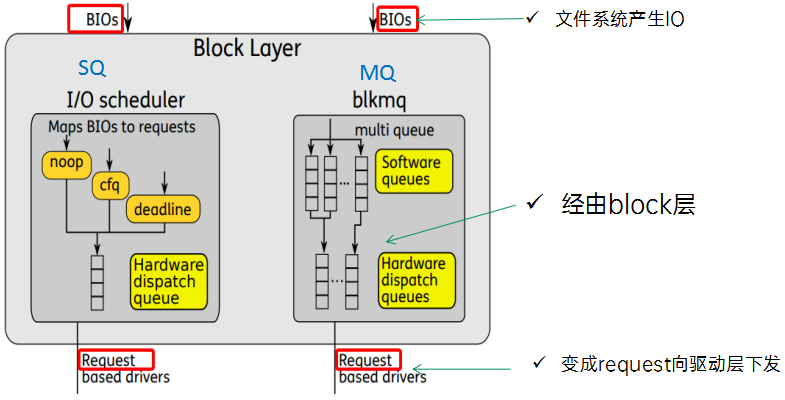 BIOs
BIOs
✓ 文件系统产生IO
Block Layer
SQ
MQ
I/O scheduler
blkmq
Maps BIOs to requests
multi queue
noop
cfq
deadline
Software
queues
...
✓ 经由block层
Hardware
dispatch
queue
Hardware
dispatch
queues
...
Request
based drivers
Request
based drivers
✓ 变成request向驱动层下发